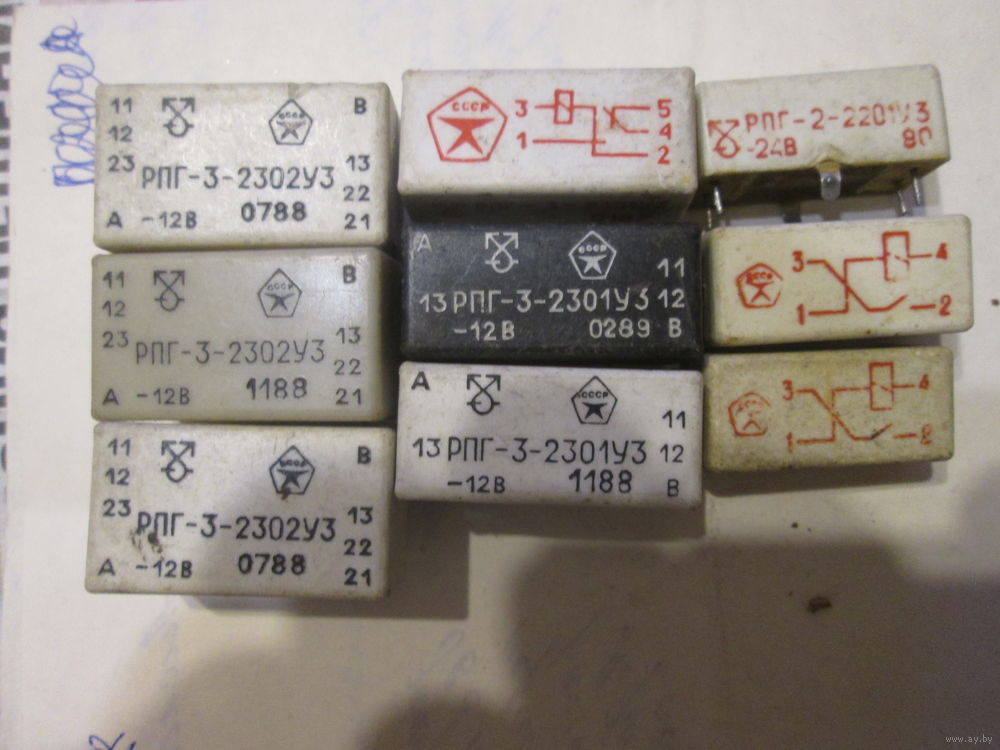 11 В
12
23 РПГ-3-2302У3 13
22
А -12В 0788 21
11 В
12
23 РПГ-3-2302У3 13
22
А -12В 1188 21
11 В
12
23 РПГ-3-2302У3 13
22
А -12В 0788 21
СССР 3 5
4
1 2
А СССР 11
13 РПГ-3-2301У3 12
-12В 0289 В
А СССР 11
13 РПГ-3-2301У3 12
-12В 1188 В
РПГ-2-2201У3
-24В 80
3 4
1 2
3 4
1 2
www.ay.by